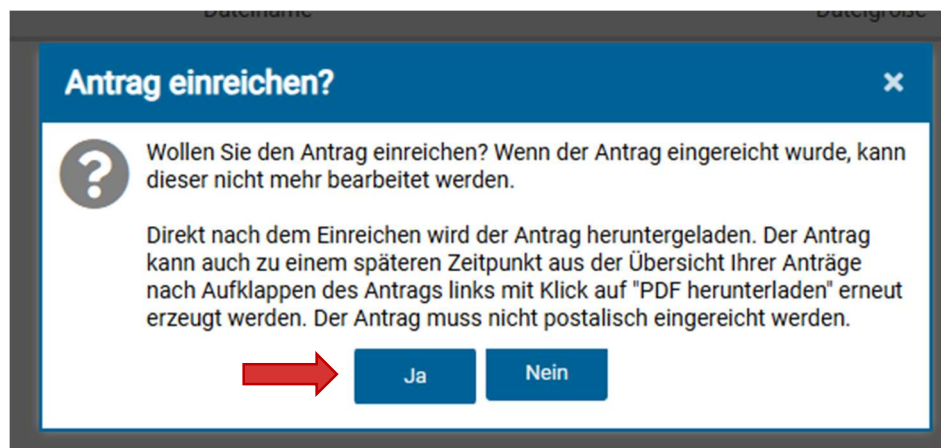 Dateiname Dateigröße
Antrag einreichen? ×
Wollen Sie den Antrag einreichen? Wenn der Antrag eingereicht wurde, kann
dieser nicht mehr bearbeitet werden.
Direkt nach dem Einreichen wird der Antrag heruntergeladen. Der Antrag
kann auch zu einem späteren Zeitpunkt aus der Übersicht Ihrer Anträge
nach Aufklappen des Antrags links mit Klick auf "PDF herunterladen" erneut
erzeugt werden. Der Antrag muss nicht postalisch eingereicht werden.
Ja Nein